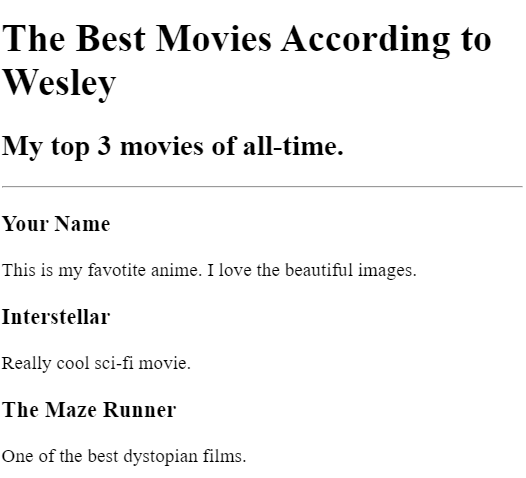 The Best Movies According to
Wesley
My top 3 movies of all-time.
Your Name
This is my favotite anime. I love the beautiful images.
Interstellar
Really cool sci-fi movie.
The Maze Runner
One of the best dystopian films.